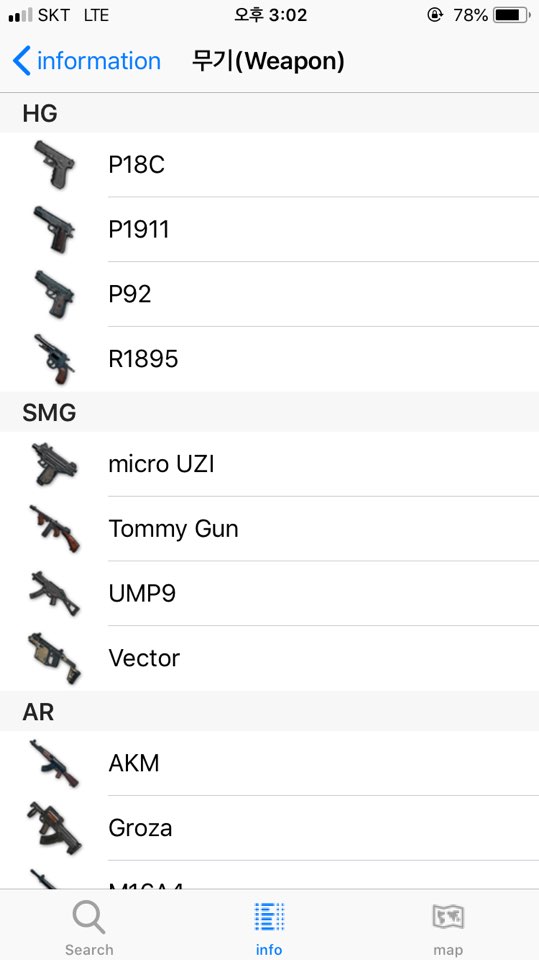 SKT LTE 오후 3:02 78%
information 무기(Weapon)
HG
P18C
P1911
P92
R1895
SMG
micro UZI
Tommy Gun
UMP9
Vector
AR
AKM
Groza
M16A4
Search info map